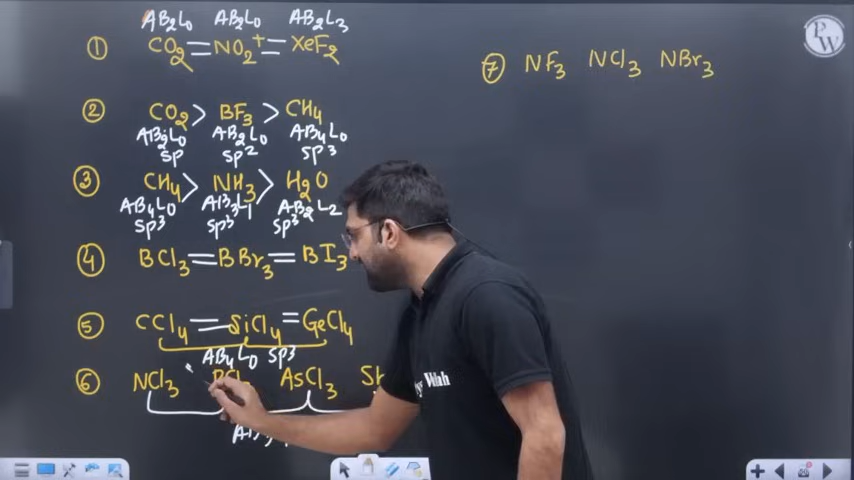 AB2L0 AB2L0 AB2L3
① CO2 = NO2+ = XeF2
② CO2 > BF3 > CH4
AB2L0 AB2L0 AB4L0
sp sp2 sp3
③ CH4 > NH3 > H2O
AB4L0 AB3L1 AB2L2
sp3 sp3 sp3
④ BCl3 = BBr3 = BI3
⑤ CCl4 = SiCl4 = GeCl4
AB4L0 sp3
⑥ NCl3 AsCl3
⑦ NF3 NCl3 NBr3
PW